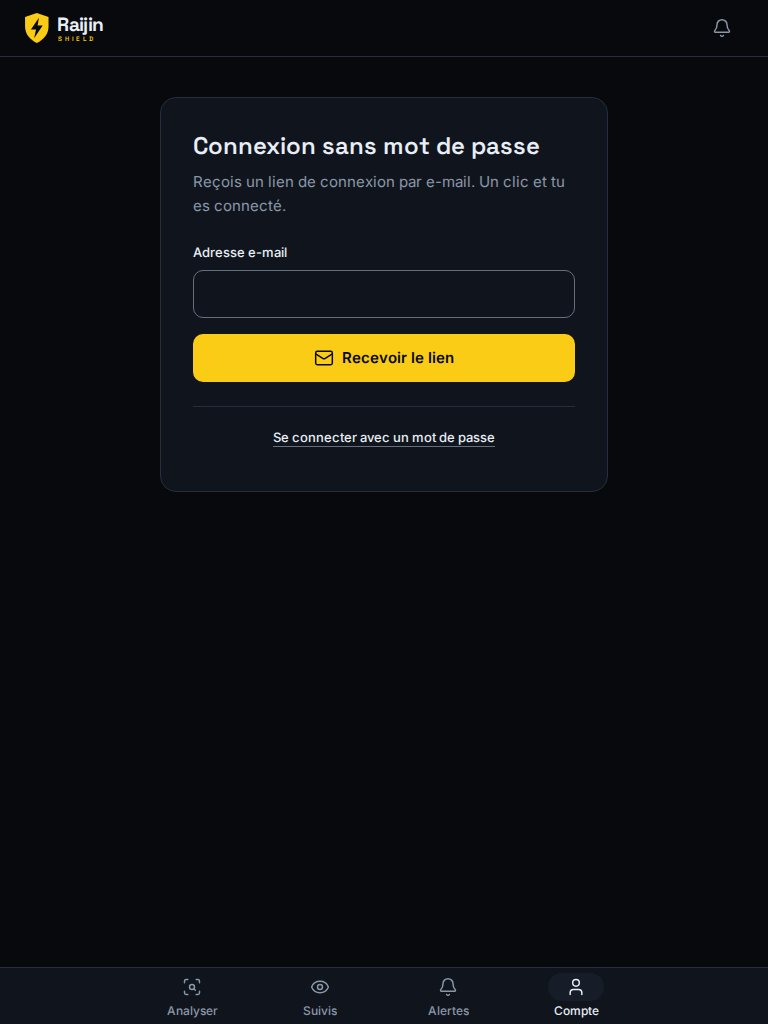 Raijin
SHIELD
Connexion sans mot de passe
Reçois un lien de connexion par e-mail. Un clic et tu
es connecté.
Adresse e-mail
Recevoir le lien
Se connecter avec un mot de passe
Analyser
Suivis
Alertes
Compte